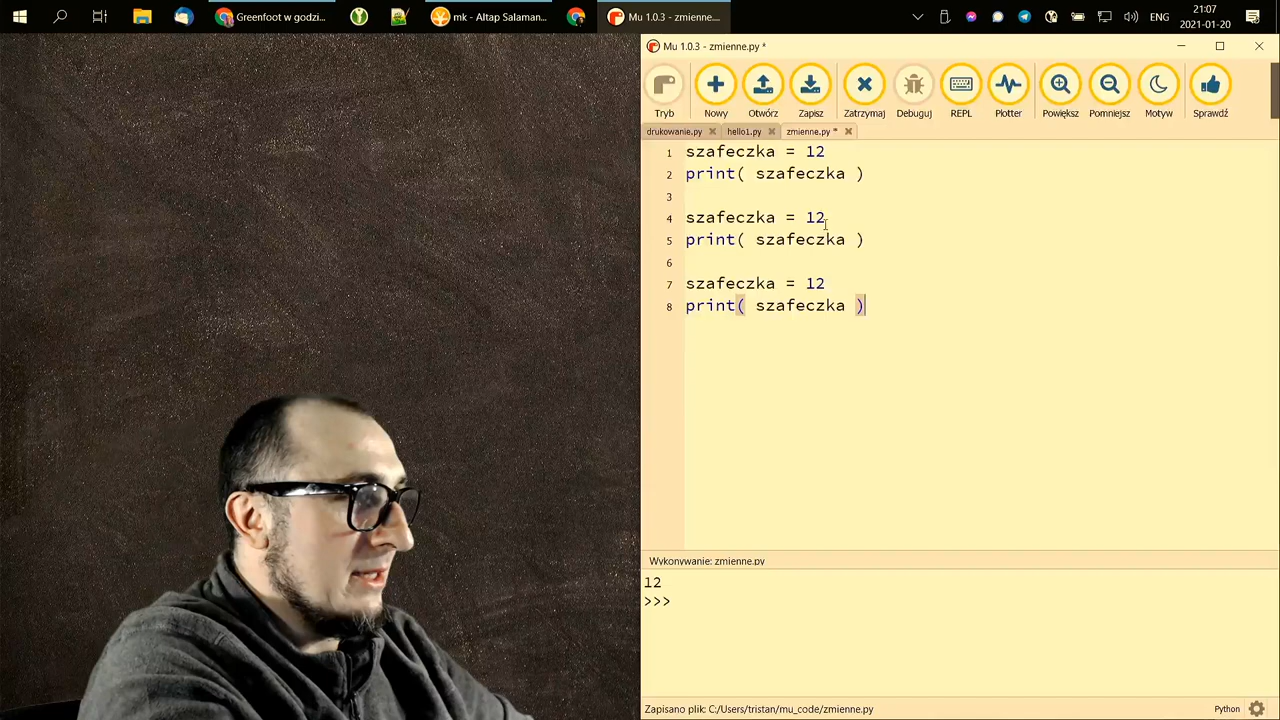 Greenfoot w godzi...
mk - Altap Salaman...
Mu 1.0.3 - zmienne....
ENG
21:07
2021-01-20
Mu 1.0.3 - zmienne.py *
Tryb
Nowy
Otwórz
Zapisz
Zatrzymaj
Debuguj
REPL
Plotter
Powiększ
Pomniejsz
Motyw
Sprawdź
drukowanie.py
hello1.py
zmienne.py *
1 szafeczka = 12
2 print( szafeczka )
3
4 szafeczka = 12
5 print( szafeczka )
6
7 szafeczka = 12
8 print( szafeczka )
Wykonywanie: zmienne.py
12
>>>
Zapisano plik: C:/Users/tristan/mu_code/zmienne.py
Python